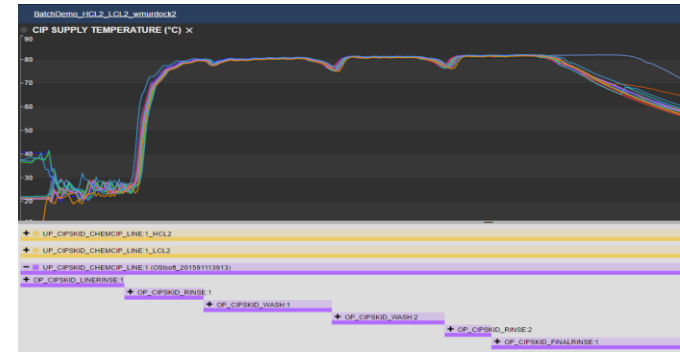 BatchDemo_HCL2_LCL2_wmurdock2
CIP SUPPLY TEMPERATURE (°C) ×
90
80
70
60
50
40
30
20
+ UP_CIPSKID_CHEMCIP_LINE:1_HCL2
+ UP_CIPSKID_CHEMCIP_LINE:1_LCL2
− UP_CIPSKID_CHEMCIP_LINE:1 (OSIsoft_201591113913)
+ OP_CIPSKID_LINERINSE:1
+ OP_CIPSKID_RINSE:1
+ OP_CIPSKID_WASH:1
+ OP_CIPSKID_WASH:2
+ OP_CIPSKID_RINSE:2
+ OP_CIPSKID_FINALRINSE:1